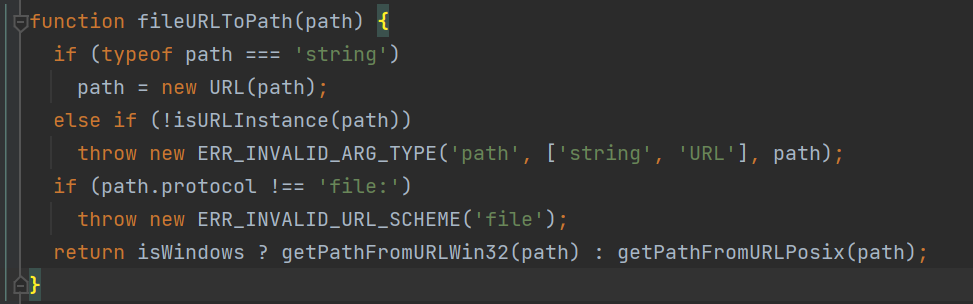 function fileURLToPath(path) {
  if (typeof path === 'string')
    path = new URL(path);
  else if (!isURLInstance(path))
    throw new ERR_INVALID_ARG_TYPE('path', ['string', 'URL'], path);
  if (path.protocol !== 'file:')
    throw new ERR_INVALID_URL_SCHEME('file');
  return isWindows ? getPathFromURLWin32(path) : getPathFromURLPosix(path);
}